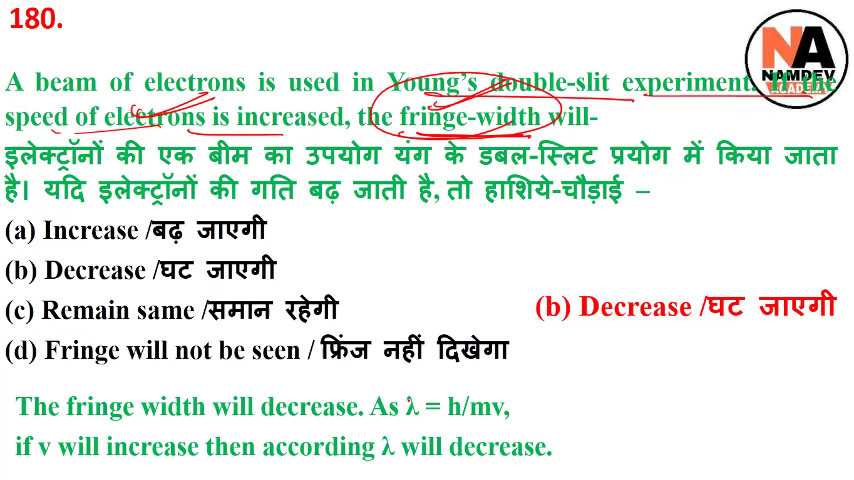 180.
NA
NAMDEV
ACADEMY
A beam of electrons is used in Young's double-slit experiment. If the
speed of electrons is increased, the fringe-width will-
इलेक्ट्रॉनों की एक बीम का उपयोग यंग के डबल-स्लिट प्रयोग में किया जाता
है। यदि इलेक्ट्रॉनों की गति बढ़ जाती है, तो हाशिये-चौड़ाई –
(a) Increase /बढ़ जाएगी
(b) Decrease /घट जाएगी
(c) Remain same /समान रहेगी
(b) Decrease /घट जाएगी
(d) Fringe will not be seen / फ्रिंज नहीं दिखेगा
The fringe width will decrease. As λ = h/mv,
if v will increase then according λ will decrease.